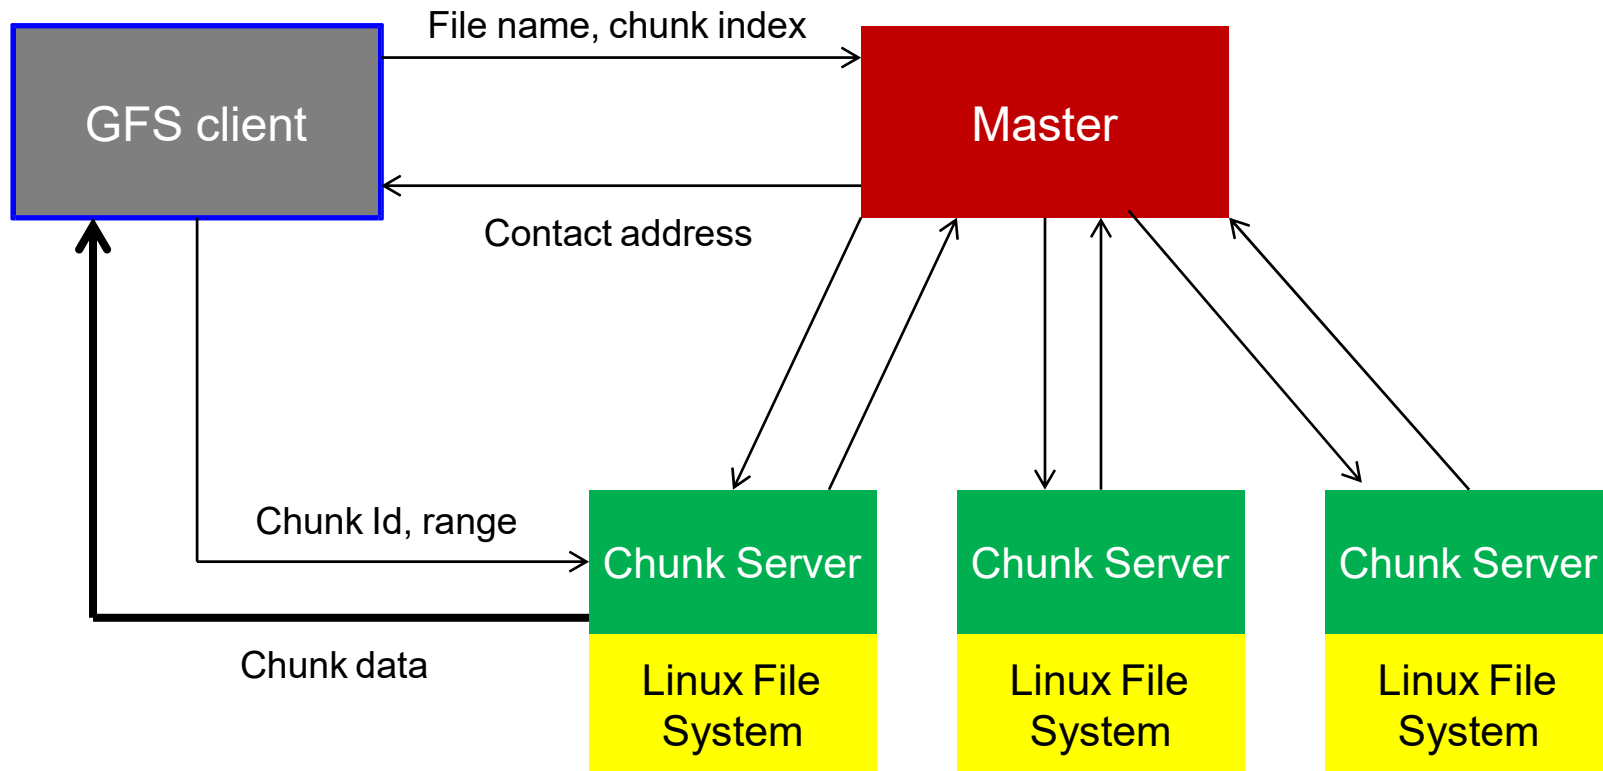 File name, chunk index
GFS client
Master
Contact address
Chunk Id, range
Chunk Server
Chunk Server
Chunk Server
Chunk data
Linux File
System
Linux File
System
Linux File
System